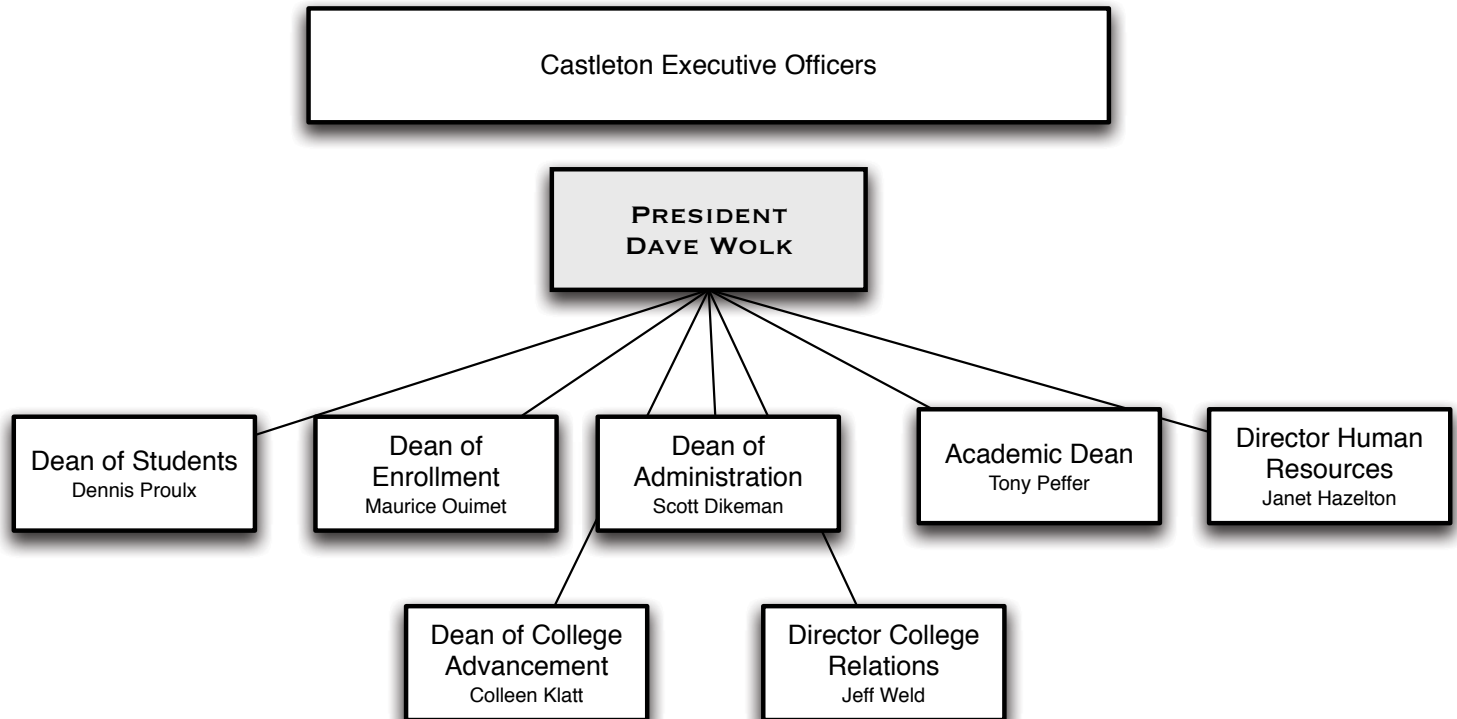 Castleton Executive Officers
PRESIDENT
DAVE WOLK
Dean of Students
Dennis Proulx
Dean of
Enrollment
Maurice Ouimet
Dean of
Administration
Scott Dikeman
Academic Dean
Tony Peffer
Director Human
Resources
Janet Hazelton
Dean of College
Advancement
Colleen Klatt
Director College
Relations
Jeff Weld